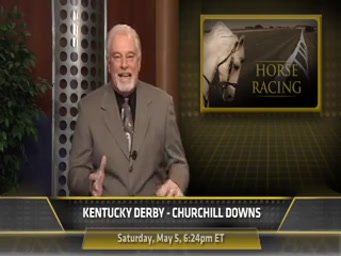 HORSE
RACING
KENTUCKY DERBY - CHURCHILL DOWNS
Saturday, May 5, 6:24pm ET